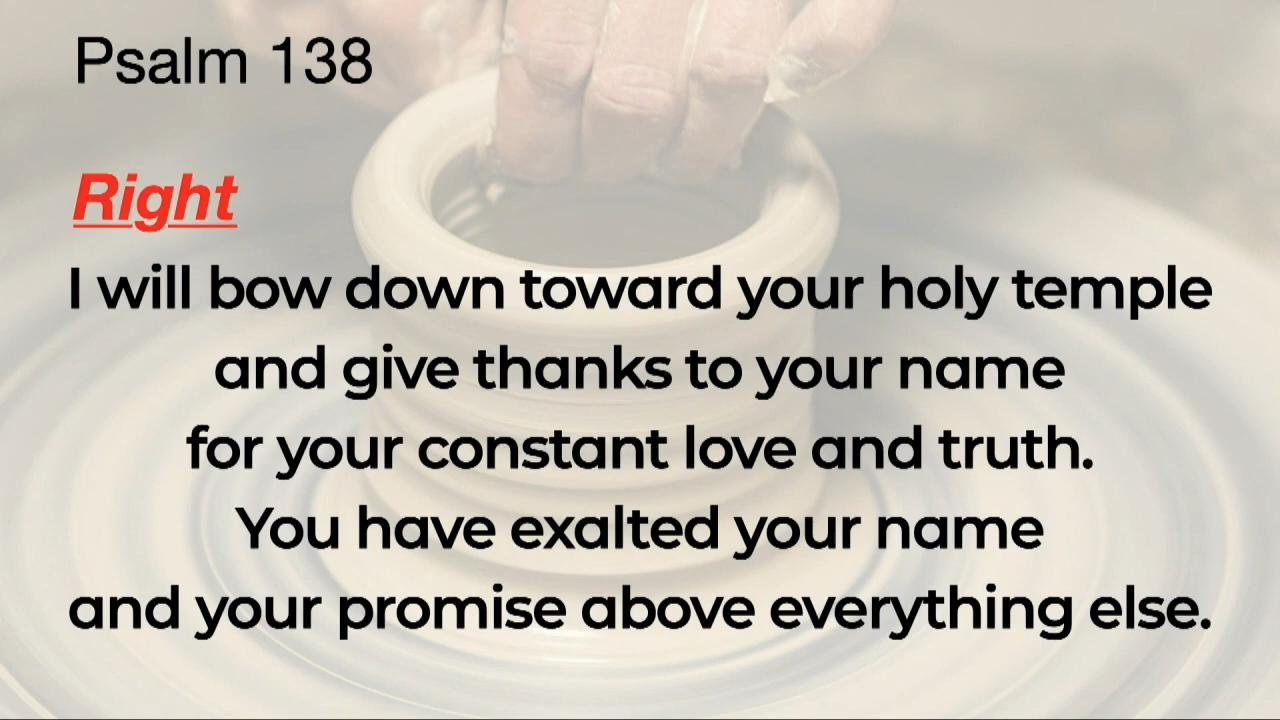 Psalm 138
Right
I will bow down toward your holy temple
and give thanks to your name
for your constant love and truth.
You have exalted your name
and your promise above everything else.